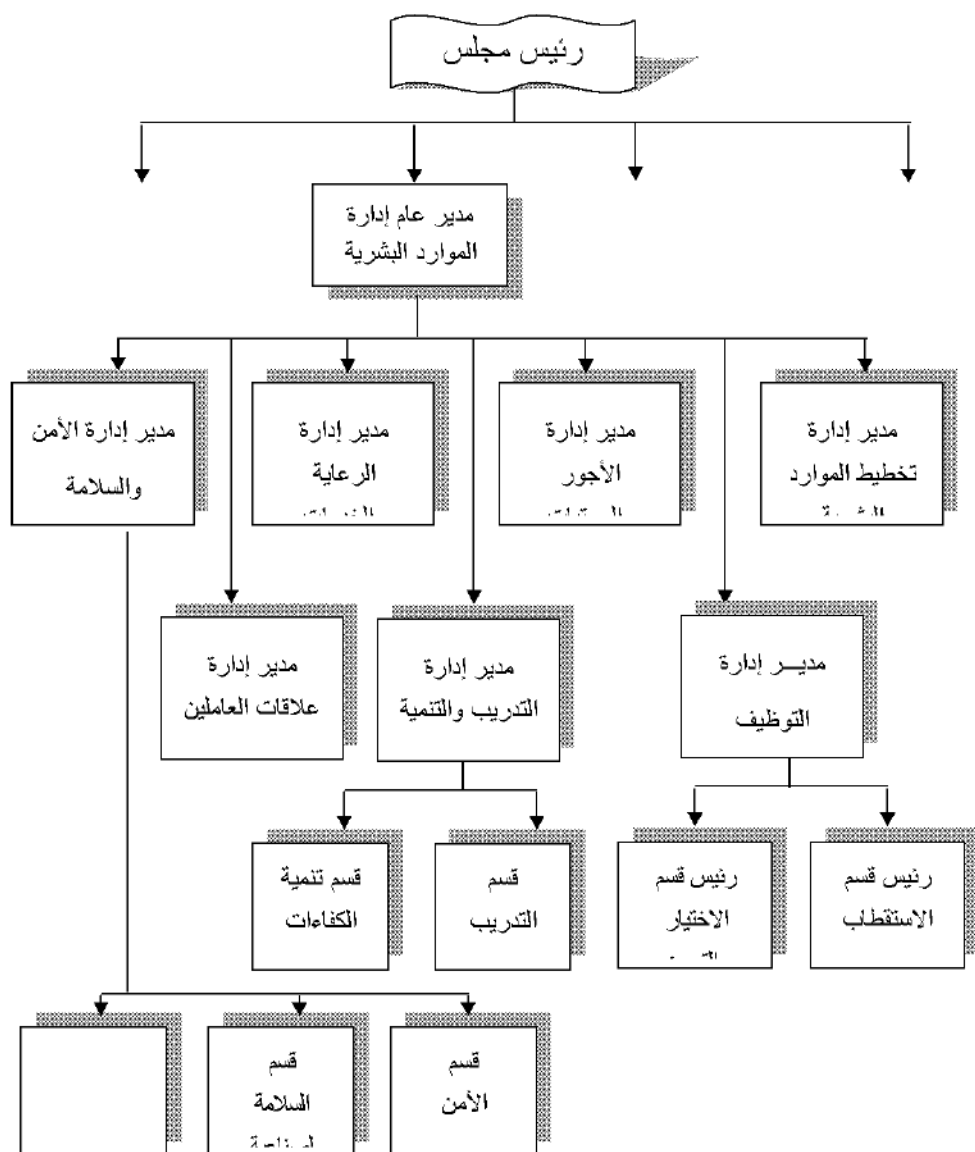 رئيس مجلس
مدير عام إدارة
الموارد البشرية
مدير إدارة
تخطيط الموارد
مدير إدارة
الأجور
مدير إدارة
الرعاية
مدير إدارة الأمن
والسلامة
مديـــر إدارة
التوظيف
مدير إدارة
التدريب والتنمية
مدير إدارة
علاقات العاملين
رئيس قسم
الاستقطاب
رئيس قسم
الاختيار
قسم
التدريب
قسم تنمية
الكفاءات
قسم
الأمن
قسم
السلامة